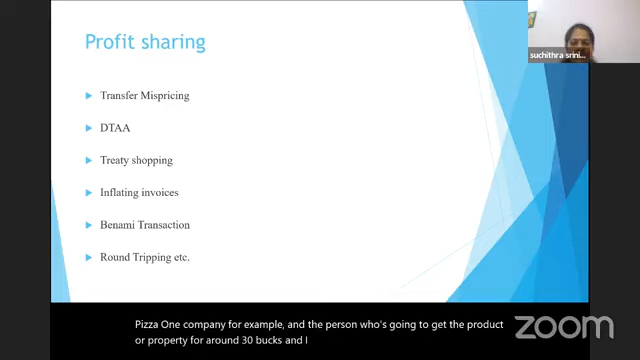 Profit sharing
suchithra srini...
Transfer Mispricing
DTAA
Treaty shopping
Inflating invoices
Benami Transaction
Round Tripping etc.
Pizza One company for example, and the person who's going to get the product
or property for around 30 bucks and I
zoom